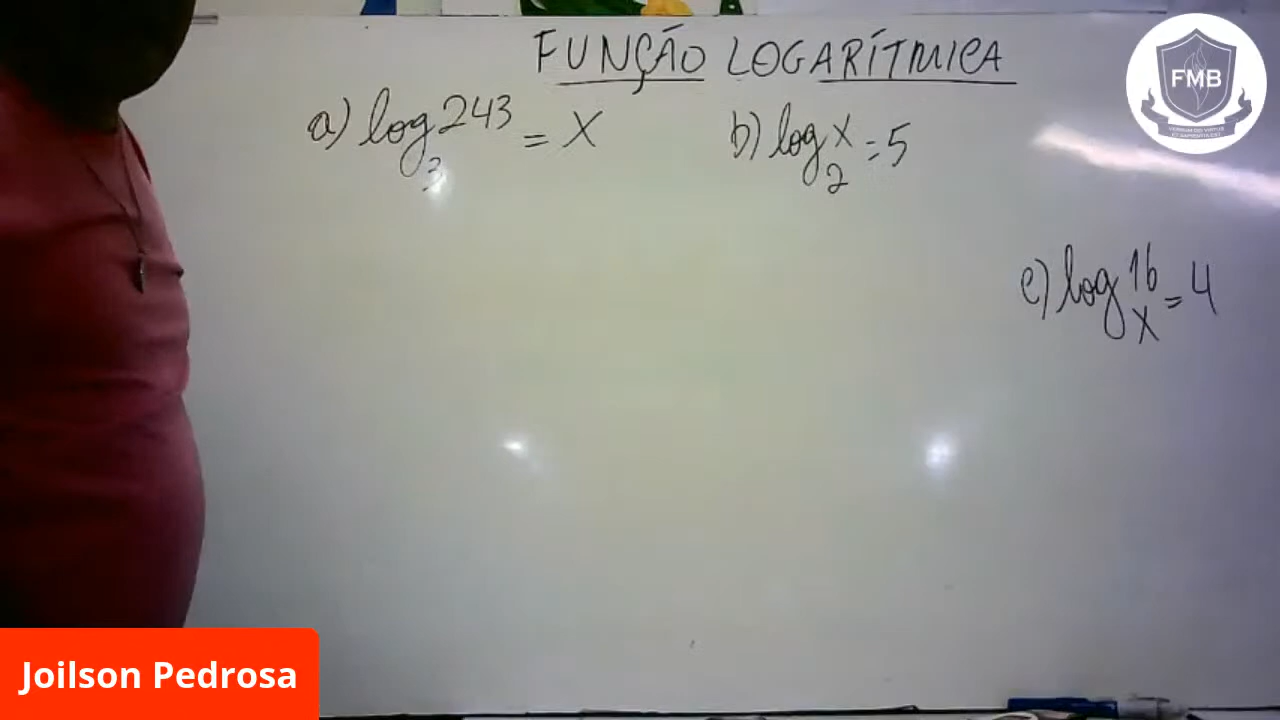 FUNÇÃO LOGARÍTMICA
FMB
a) log₃ 243 = X
b) log₂ X = 5
c) logₓ 16 = 4
Joilson Pedrosa